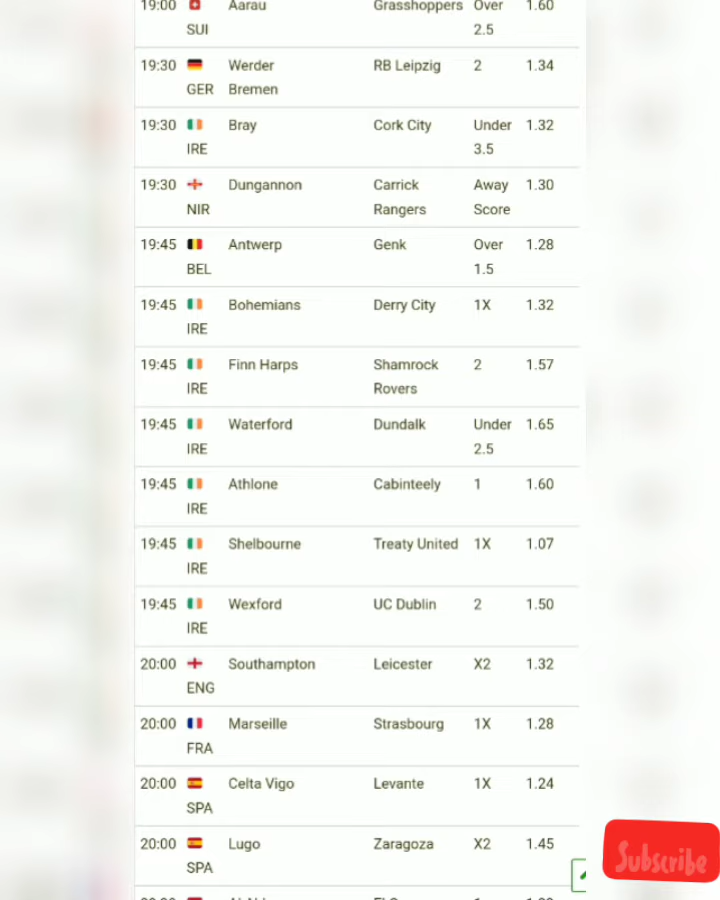 19:00 Aarau Grasshoppers Over 1.60
SUI 2.5
19:30 Werder RB Leipzig 2 1.34
GER Bremen
19:30 Bray Cork City Under 1.32
IRE 3.5
19:30 Dungannon Carrick Away 1.30
NIR Rangers Score
19:45 Antwerp Genk Over 1.28
BEL 1.5
19:45 Bohemians Derry City 1X 1.32
IRE
19:45 Finn Harps Shamrock 2 1.57
IRE Rovers
19:45 Waterford Dundalk Under 1.65
IRE 2.5
19:45 Athlone Cabinteely 1 1.60
IRE
19:45 Shelbourne Treaty United 1X 1.07
IRE
19:45 Wexford UC Dublin 2 1.50
IRE
20:00 Southampton Leicester X2 1.32
ENG
20:00 Marseille Strasbourg 1X 1.28
FRA
20:00 Celta Vigo Levante 1X 1.24
SPA
20:00 Lugo Zaragoza X2 1.45
SPA
Subscribe